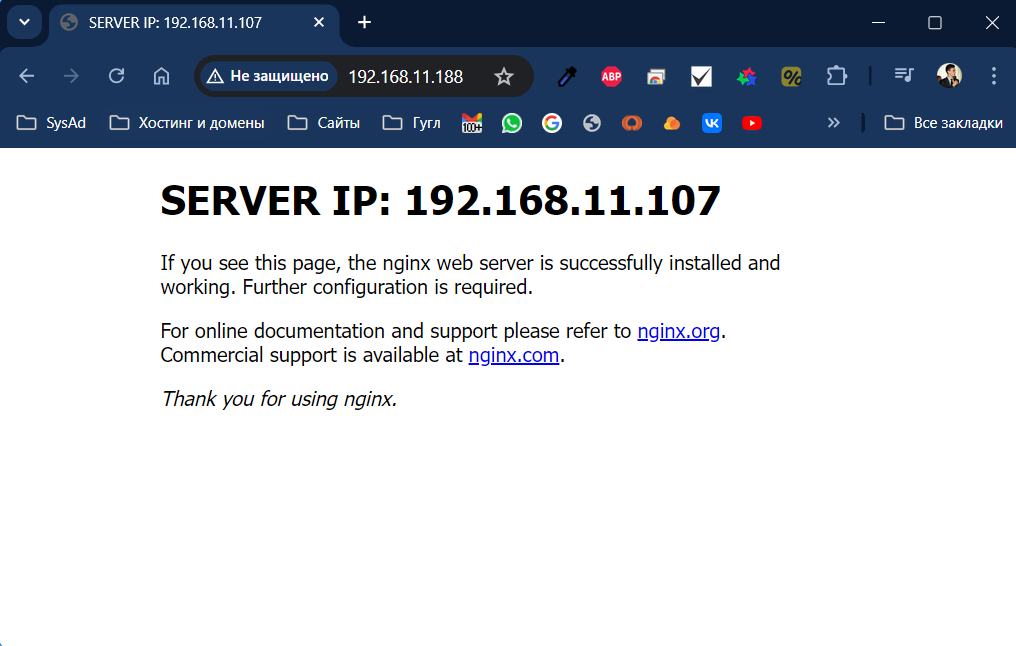 SERVER IP: 192.168.11.107
Не защищено 192.168.11.188
ABP
SysAd Хостинг и домены Сайты Гугл 100+ Все закладки
SERVER IP: 192.168.11.107
If you see this page, the nginx web server is successfully installed and
working. Further configuration is required.
For online documentation and support please refer to nginx.org.
Commercial support is available at nginx.com.
Thank you for using nginx.